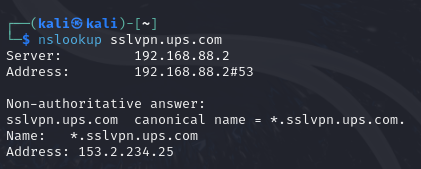 ┌──(kali㉿kali)-[~]
└─$ nslookup sslvpn.ups.com
Server:         192.168.88.2
Address:        192.168.88.2#53

Non-authoritative answer:
sslvpn.ups.com  canonical name = *.sslvpn.ups.com.
Name:   *.sslvpn.ups.com
Address: 153.2.234.25